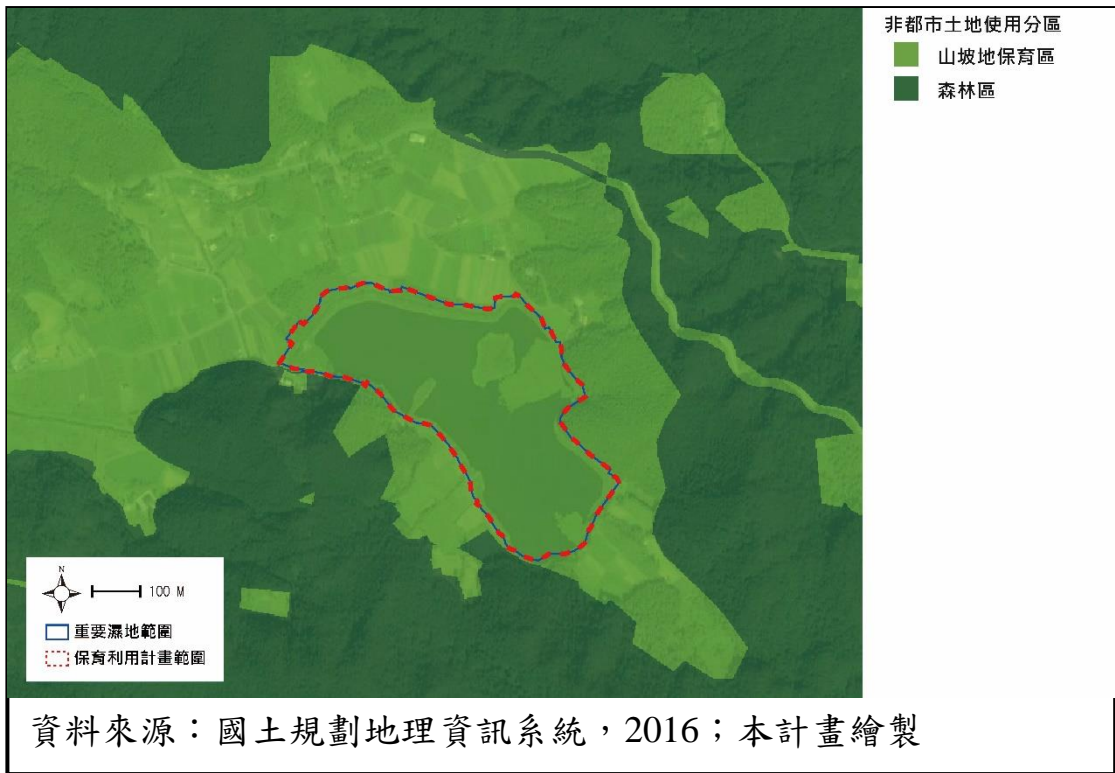 非都市土地使用分區
山坡地保育區
森林區
N
100 M
重要濕地範圍
保育利用計畫範圍
資料來源：國土規劃地理資訊系統，2016；本計畫繪製